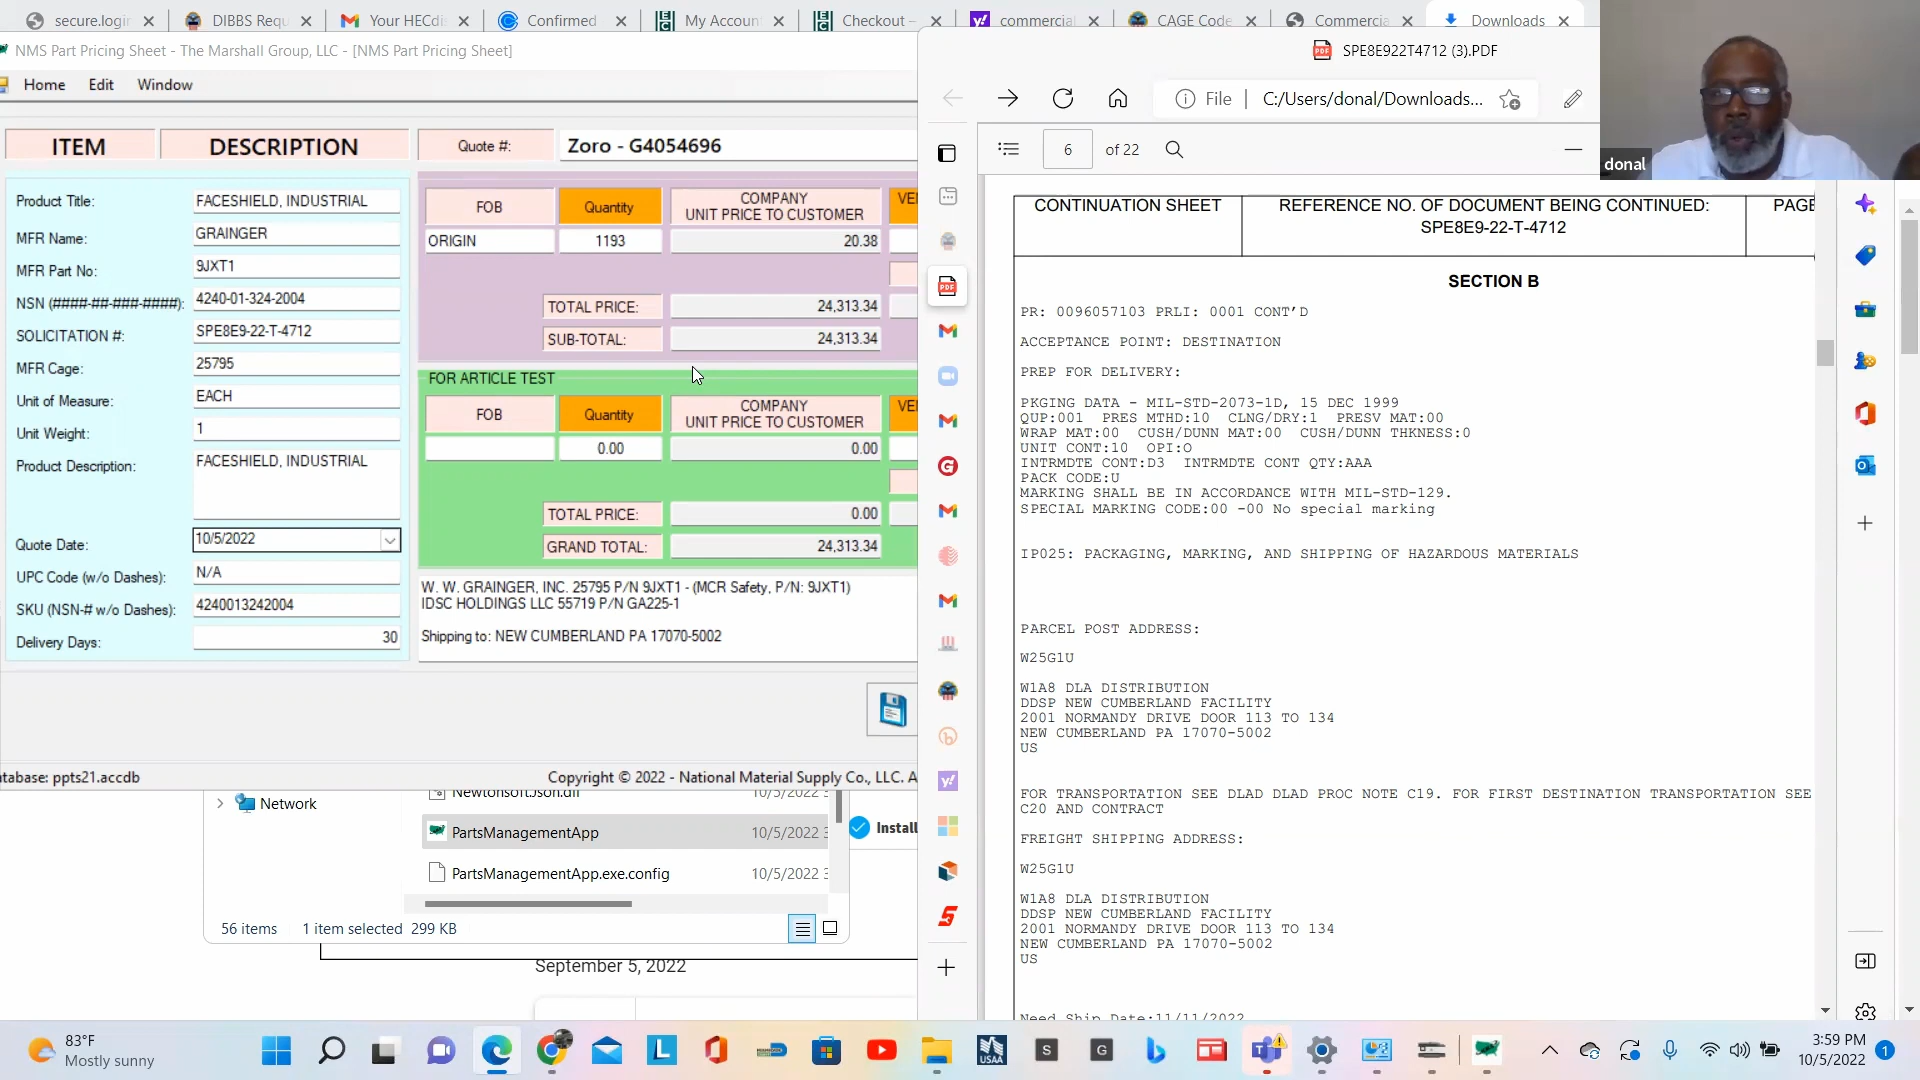 secure.login
DIBBS Requ
Your HECdi
Confirmed
My Accoun
Checkout –
commercial
CAGE Code
Commercia
Downloads
NMS Part Pricing Sheet - The Marshall Group, LLC - [NMS Part Pricing Sheet]
Home Edit Window
ITEM DESCRIPTION
Product Title: FACESHIELD, INDUSTRIAL
MFR Name: GRAINGER
MFR Part No: 9JXT1
NSN (####-##-###-####): 4240-01-324-2004
SOLICITATION #: SPE8E9-22-T-4712
MFR Cage: 25795
Unit of Measure: EACH
Unit Weight: 1
Product Description: FACESHIELD, INDUSTRIAL
Quote Date: 10/5/2022
UPC Code (w/o Dashes): N/A
SKU (NSN-# w/o Dashes): 4240013242004
Delivery Days: 30
Quote #: Zoro - G4054696
FOB Quantity COMPANY UNIT PRICE TO CUSTOMER VE
ORIGIN 1193 20.38
TOTAL PRICE: 24,313.34
SUB-TOTAL: 24,313.34
FOR ARTICLE TEST
FOB Quantity COMPANY UNIT PRICE TO CUSTOMER VE
0.00 0.00
TOTAL PRICE: 0.00
GRAND TOTAL: 24,313.34
W. W. GRAINGER, INC. 25795 P/N 9JXT1 - (MCR Safety, P/N: 9JXT1)
IDSC HOLDINGS LLC 55719 P/N GA225-1
Shipping to: NEW CUMBERLAND PA 17070-5002
tabase: ppts21.accdb
Copyright © 2022 - National Material Supply Co., LLC. A
Network
Newtonsoft.Json.dll 10/5/2022 3
PartsManagementApp 10/5/2022 3
PartsManagementApp.exe.config 10/5/2022 3
Install
56 items 1 item selected 299 KB
September 5, 2022
SPE8E922T4712 (3).PDF
File C:/Users/donal/Downloads...
6 of 22
CONTINUATION SHEET
REFERENCE NO. OF DOCUMENT BEING CONTINUED:
SPE8E9-22-T-4712
PAGE
SECTION B
PR: 0096057103 PRLI: 0001 CONT’D
ACCEPTANCE POINT: DESTINATION
PREP FOR DELIVERY:
PKGING DATA - MIL-STD-2073-1D, 15 DEC 1999
QUP:001 PRES MTHD:10 CLNG/DRY:1 PRESV MAT:00
WRAP MAT:00 CUSH/DUNN MAT:00 CUSH/DUNN THKNESS:0
UNIT CONT:10 OPI:O
INTRMDTE CONT:D3 INTRMDTE CONT QTY:AAA
PACK CODE:U
MARKING SHALL BE IN ACCORDANCE WITH MIL-STD-129.
SPECIAL MARKING CODE:00 -00 No special marking
IP025: PACKAGING, MARKING, AND SHIPPING OF HAZARDOUS MATERIALS
PARCEL POST ADDRESS:
W25G1U
W1A8 DLA DISTRIBUTION
DDSP NEW CUMBERLAND FACILITY
2001 NORMANDY DRIVE DOOR 113 TO 134
NEW CUMBERLAND PA 17070-5002
US
FOR TRANSPORTATION SEE DLAD DLAD PROC NOTE C19. FOR FIRST DESTINATION TRANSPORTATION SEE
C20 AND CONTRACT
FREIGHT SHIPPING ADDRESS:
W25G1U
W1A8 DLA DISTRIBUTION
DDSP NEW CUMBERLAND FACILITY
2001 NORMANDY DRIVE DOOR 113 TO 134
NEW CUMBERLAND PA 17070-5002
US
Need Ship Date:11/11/2022
donal
83°F
Mostly sunny
USAA
3:59 PM
10/5/2022
1